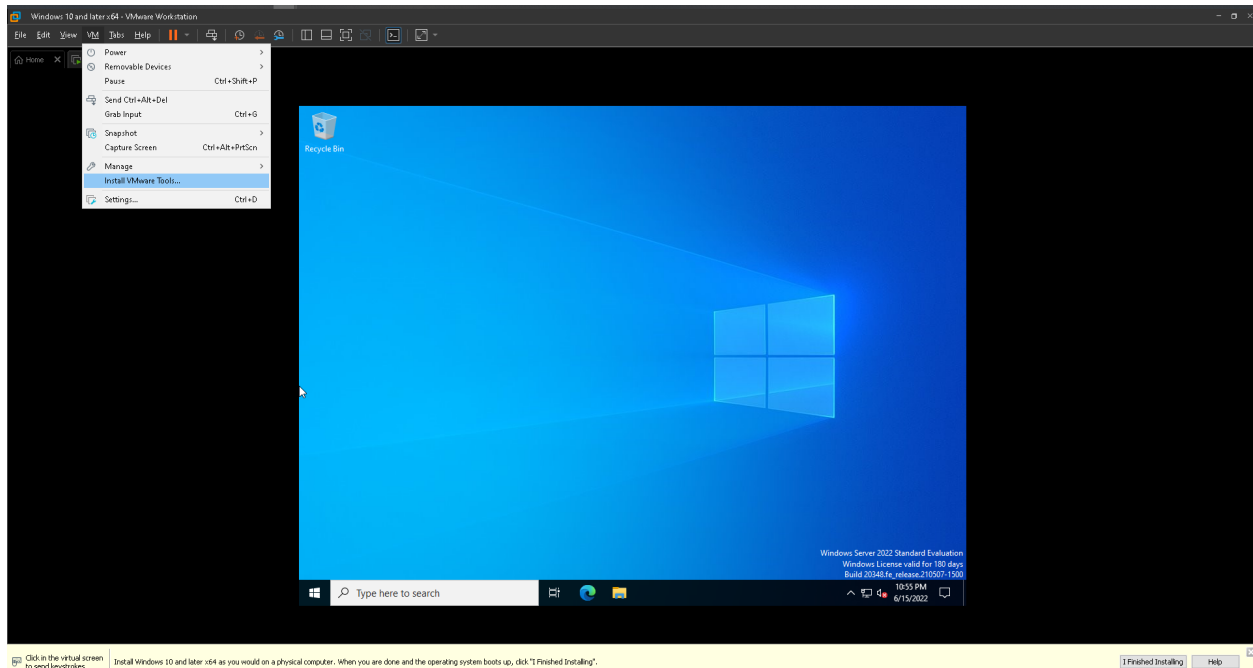 Windows 10 and later x64 - VMware Workstation
File Edit View VM Tabs Help
Home
Power
Removable Devices
Pause Ctrl+Shift+P
Send Ctrl+Alt+Del
Grab Input Ctrl+G
Snapshot
Capture Screen Ctrl+Alt+PrtScn
Manage
Install VMware Tools...
Settings... Ctrl+D
Recycle Bin
Windows Server 2022 Standard Evaluation
Windows License valid for 180 days
Build 20348.fe_release.210507-1500
Type here to search
10:55 PM
6/15/2022
Click in the virtual screen
to send keystrokes
Install Windows 10 and later x64 as you would on a physical computer. When you are done and the operating system boots up, click "I Finished Installing".
I Finished Installing
Help